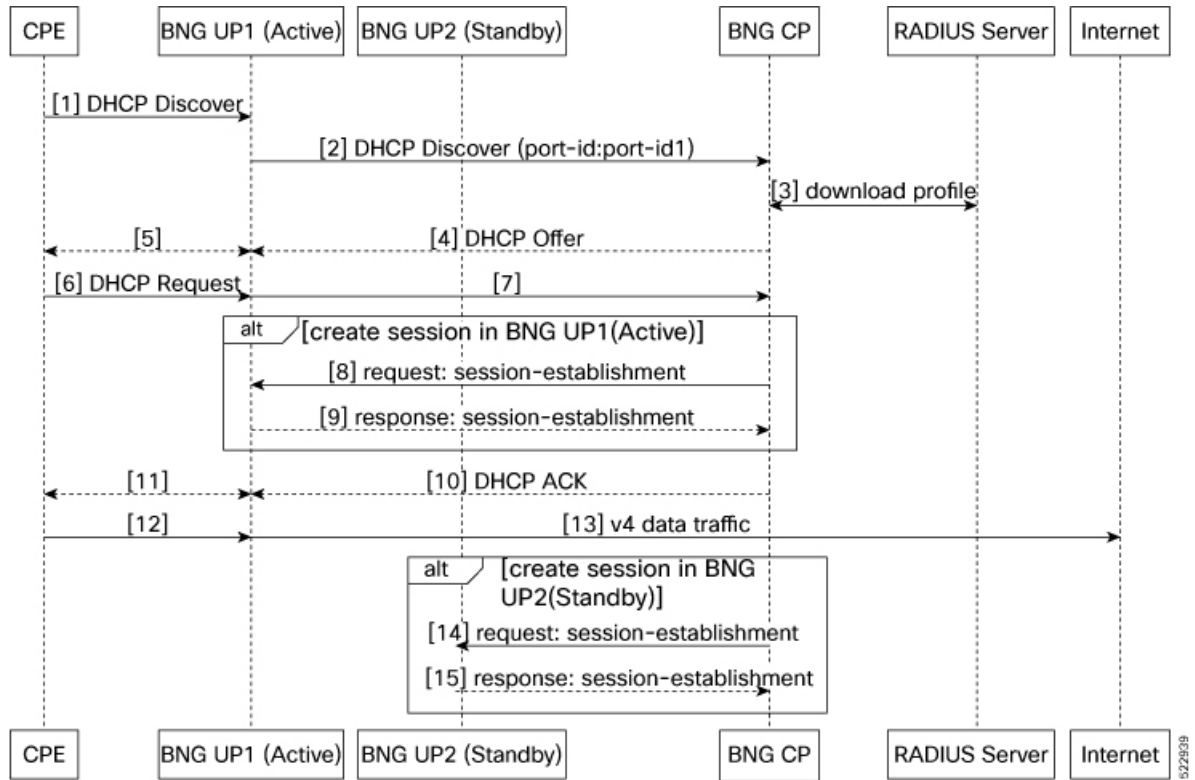 CPE
BNG UP1 (Active)
BNG UP2 (Standby)
BNG CP
RADIUS Server
Internet
[1] DHCP Discover
[2] DHCP Discover (port-id:port-id1)
[3] download profile
[5]
[4] DHCP Offer
[6] DHCP Request
[7]
alt
[create session in BNG UP1(Active)]
[8] request: session-establishment
[9] response: session-establishment
[11]
[10] DHCP ACK
[12]
[13] v4 data traffic
alt
[create session in BNG
UP2(Standby)]
[14] request: session-establishment
[15] response: session-establishment
CPE
BNG UP1 (Active)
BNG UP2 (Standby)
BNG CP
RADIUS Server
Internet
522939